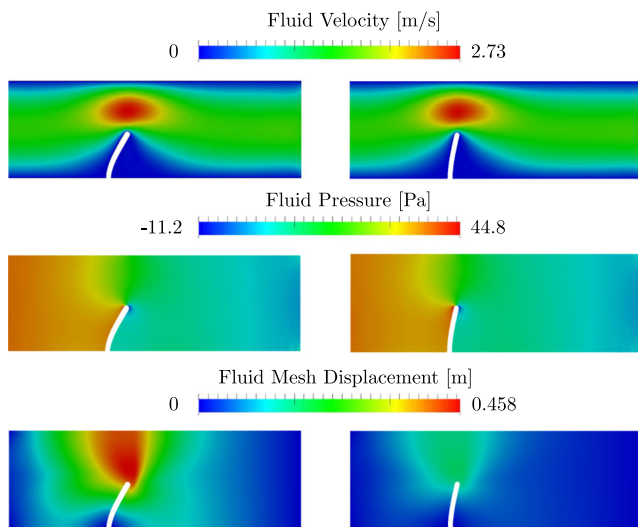 Fluid Velocity [m/s]
0 2.73
Fluid Pressure [Pa]
-11.2 44.8
Fluid Mesh Displacement [m]
0 0.458